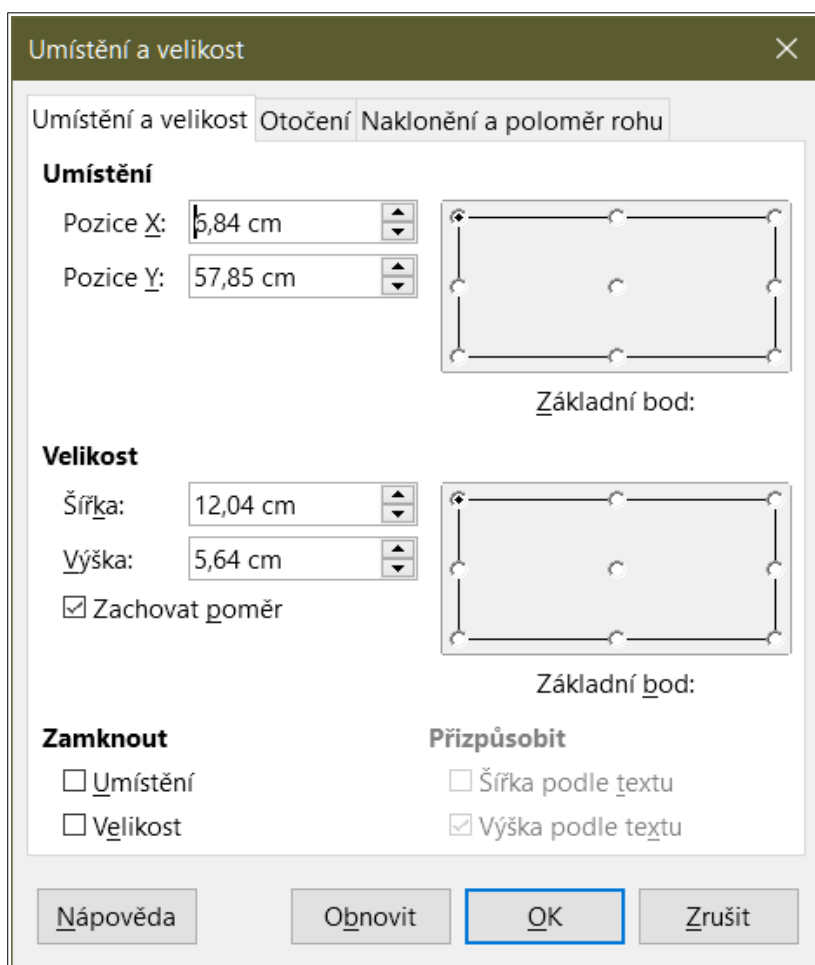 Umístění a velikost
Umístění a velikost Otočení Naklonění a poloměr rohu
Umístění
Pozice X: 5,84 cm
Pozice Y: 57,85 cm
Základní bod:
Velikost
Šířka: 12,04 cm
Výška: 5,64 cm
Zachovat poměr
Základní bod:
Zamknout Přizpůsobit
Umístění Šířka podle textu
Velikost Výška podle textu
Nápověda Obnovit OK Zrušit